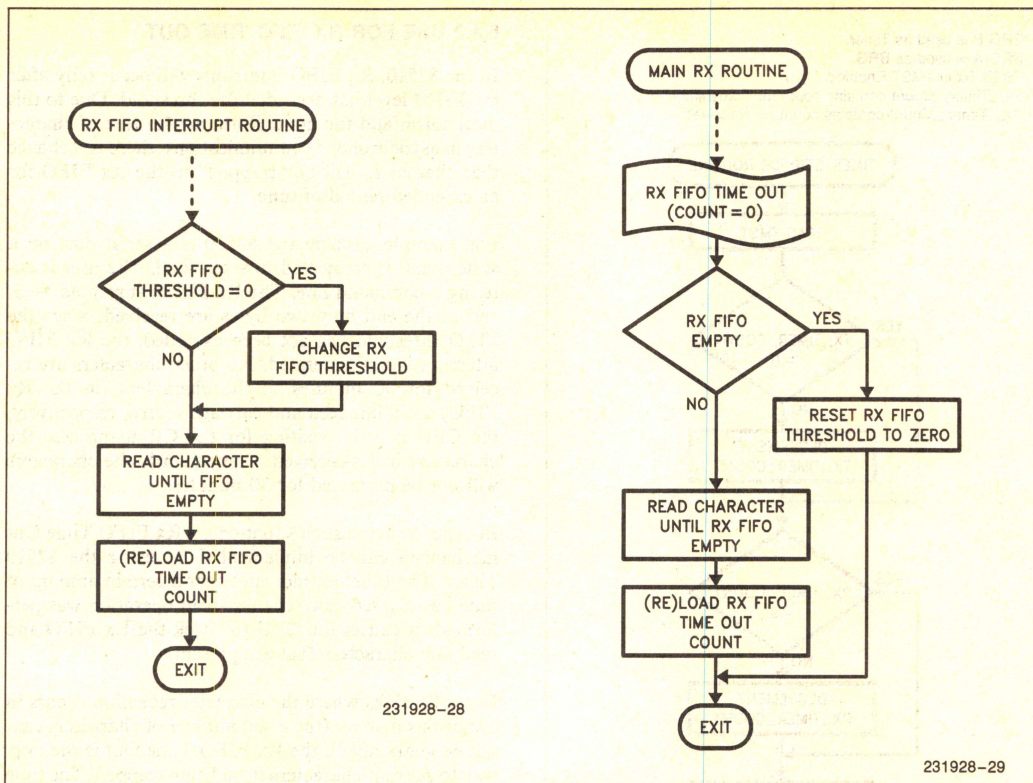 RX FIFO INTERRUPT ROUTINE
RX FIFO
THRESHOLD = 0
YES
NO
CHANGE RX
FIFO THRESHOLD
READ CHARACTER
UNTIL FIFO
EMPTY
(RE)LOAD RX FIFO
TIME OUT
COUNT
EXIT
231928-28
MAIN RX ROUTINE
RX FIFO TIME OUT
(COUNT = 0)
RX FIFO
EMPTY
YES
NO
RESET RX FIFO
THRESHOLD TO ZERO
READ CHARACTER
UNTIL RX FIFO
EMPTY
(RE)LOAD RX FIFO
TIME OUT
COUNT
EXIT
231928-29